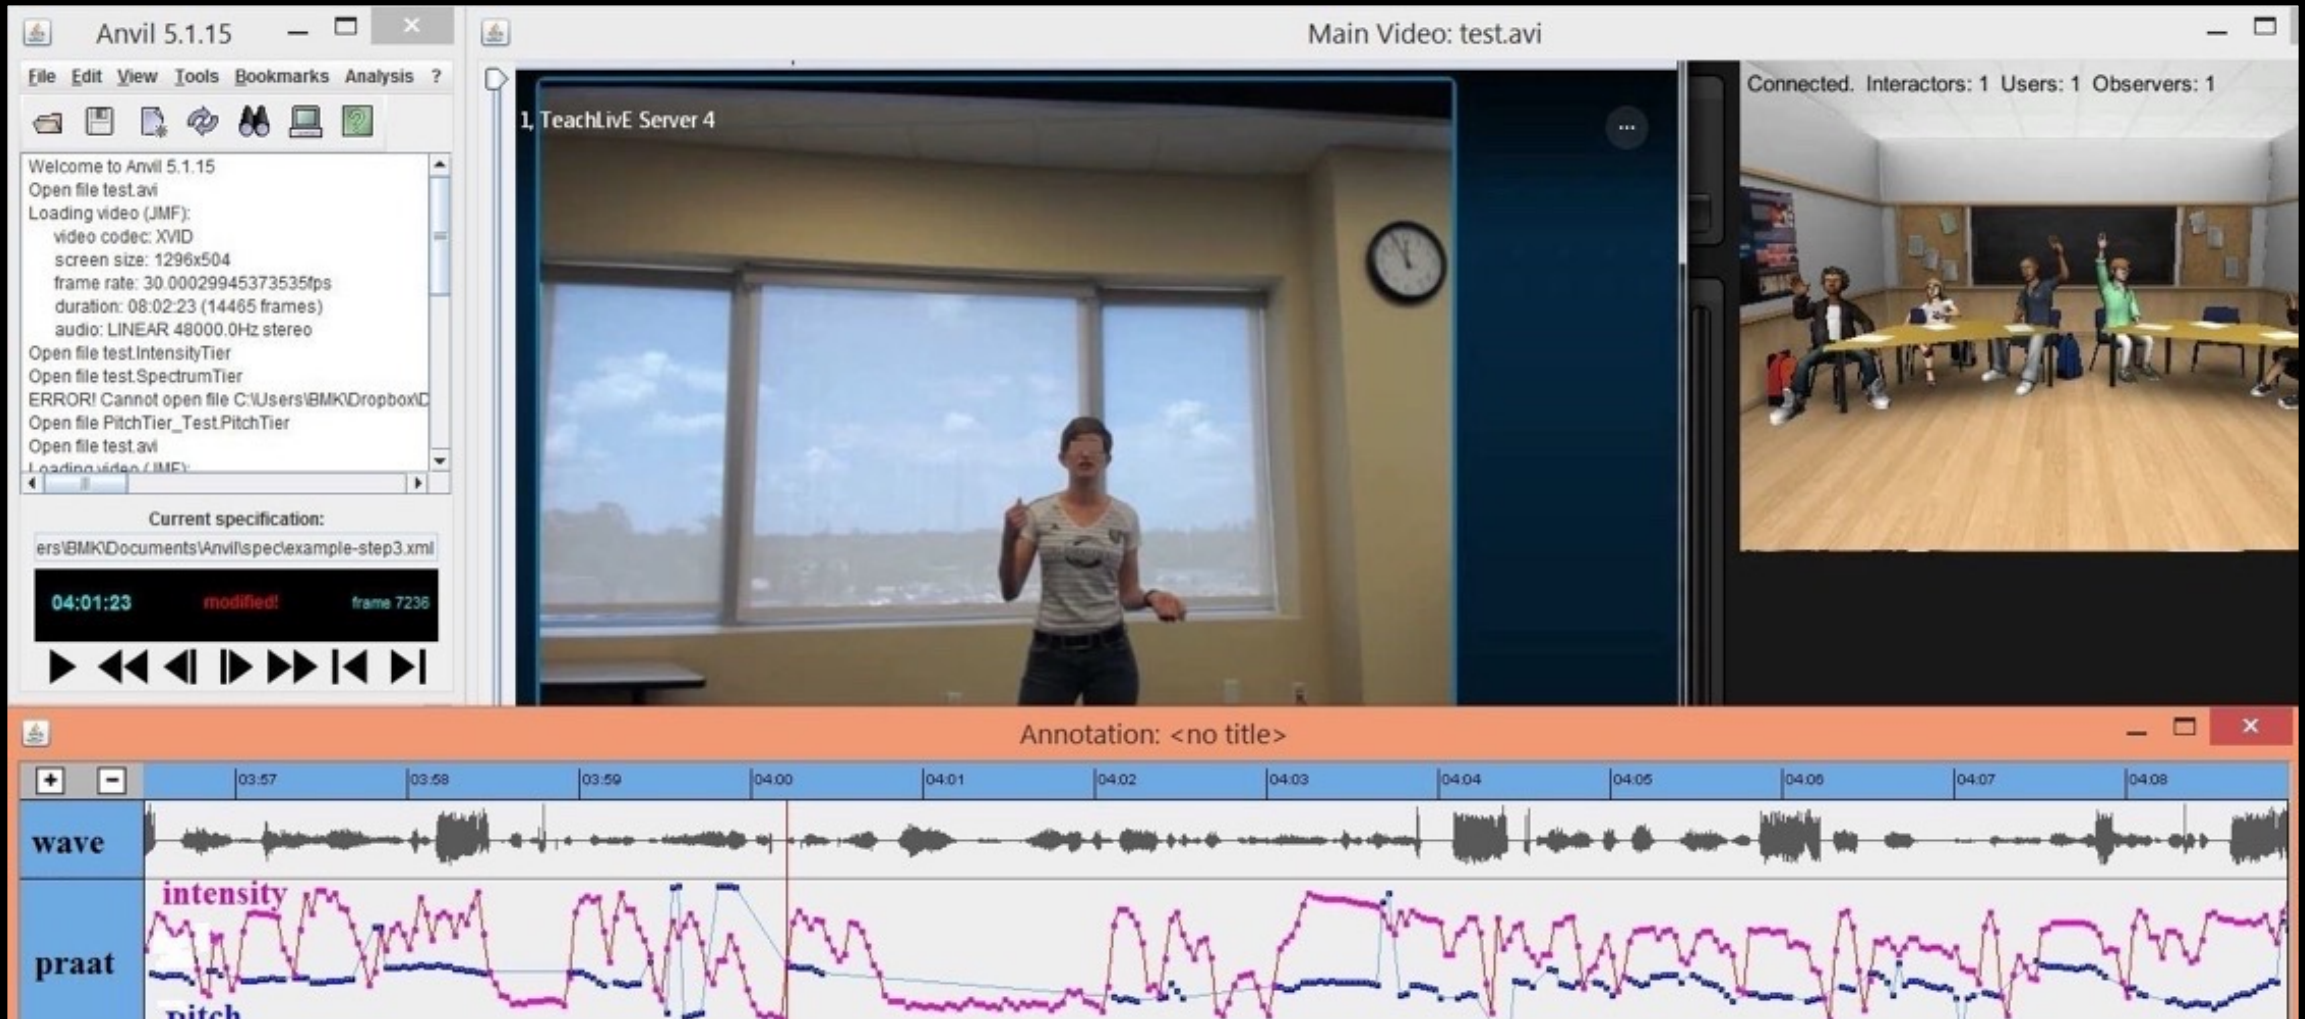 Anvil 5.1.15
File Edit View Tools Bookmarks Analysis ?
Welcome to Anvil 5.1.15
Open file test.avi
Loading video (JMF):
video codec: XVID
screen size: 1296x504
frame rate: 30.00029945373535fps
duration: 08:02:23 (14465 frames)
audio: LINEAR 48000.0Hz stereo
Open file test.IntensityTier
Open file test.SpectrumTier
ERROR! Cannot open file C:\Users\BMK\Dropbox\D
Open file PitchTier_Test.PitchTier
Open file test.avi
Loading video (JMF):
Current specification:
ers\BMK\Documents\Anvil\spec\example-step3.xml
04:01:23 modified! frame 7236
Main Video: test.avi
1, TeachLivE Server 4
Connected. Interactors: 1 Users: 1 Observers: 1
Annotation: <no title>
03:57 03:58 03:59 04:00 04:01 04:02 04:03 04:04 04:05 04:06 04:07 04:08
wave
intensity
praat
pitch